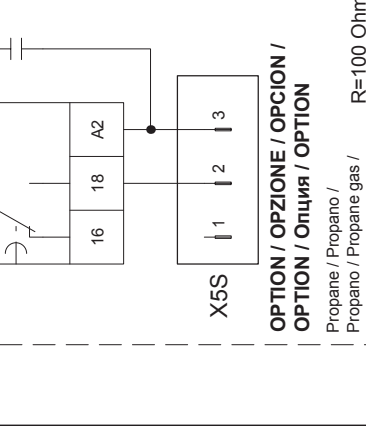 A2
18
16
3
2
1
X5S
OPTION / OPZIONE / OPCION /
OPTION / Опция / OPTION
Propane / Propano /
Propano / Propane gas /
R=100 Ohm